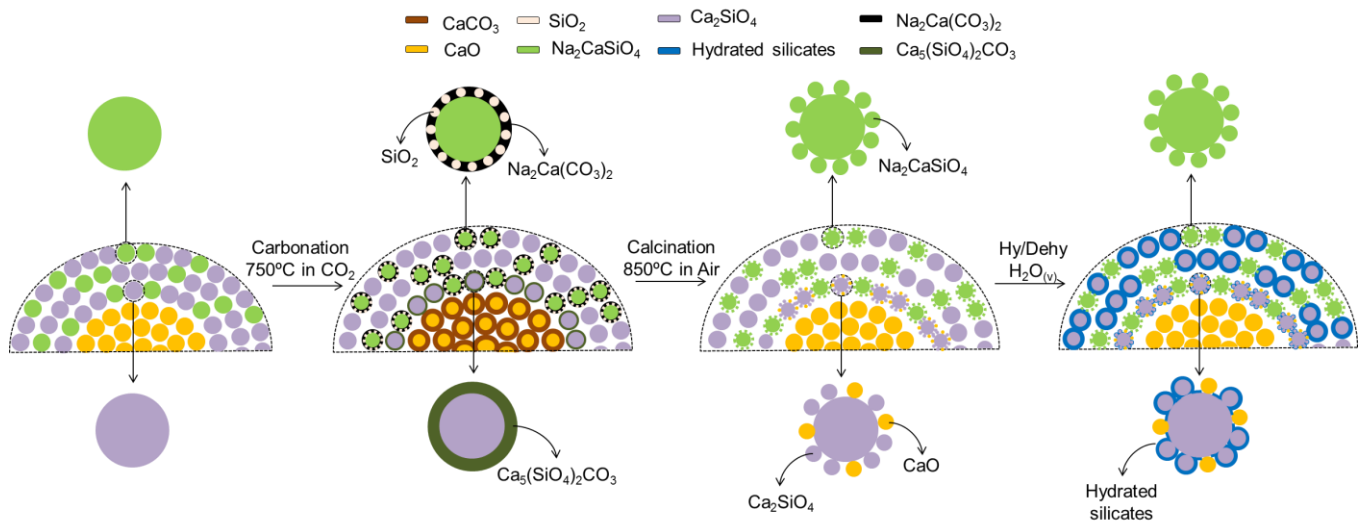 CaCO₃ SiO₂ Ca₂SiO₄ Na₂Ca(CO₃)₂
CaO Na₂CaSiO₄ Hydrated silicates Ca₅(SiO₄)₂CO₃
SiO₂
Na₂Ca(CO₃)₂
Na₂CaSiO₄
Carbonation
750ºC in CO₂
Calcination
850ºC in Air
Hy/Dehy
H₂O₍ᵥ₎
Ca₅(SiO₄)₂CO₃
CaO
Ca₂SiO₄
Hydrated
silicates